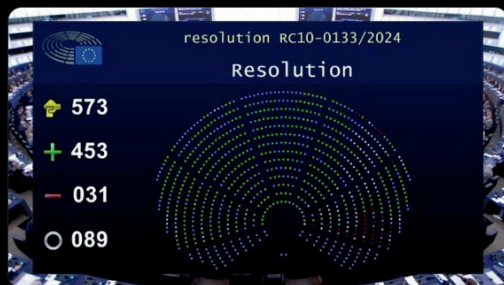 resolution RC10-0133/2024
Resolution
573
+ 453
- 031
089